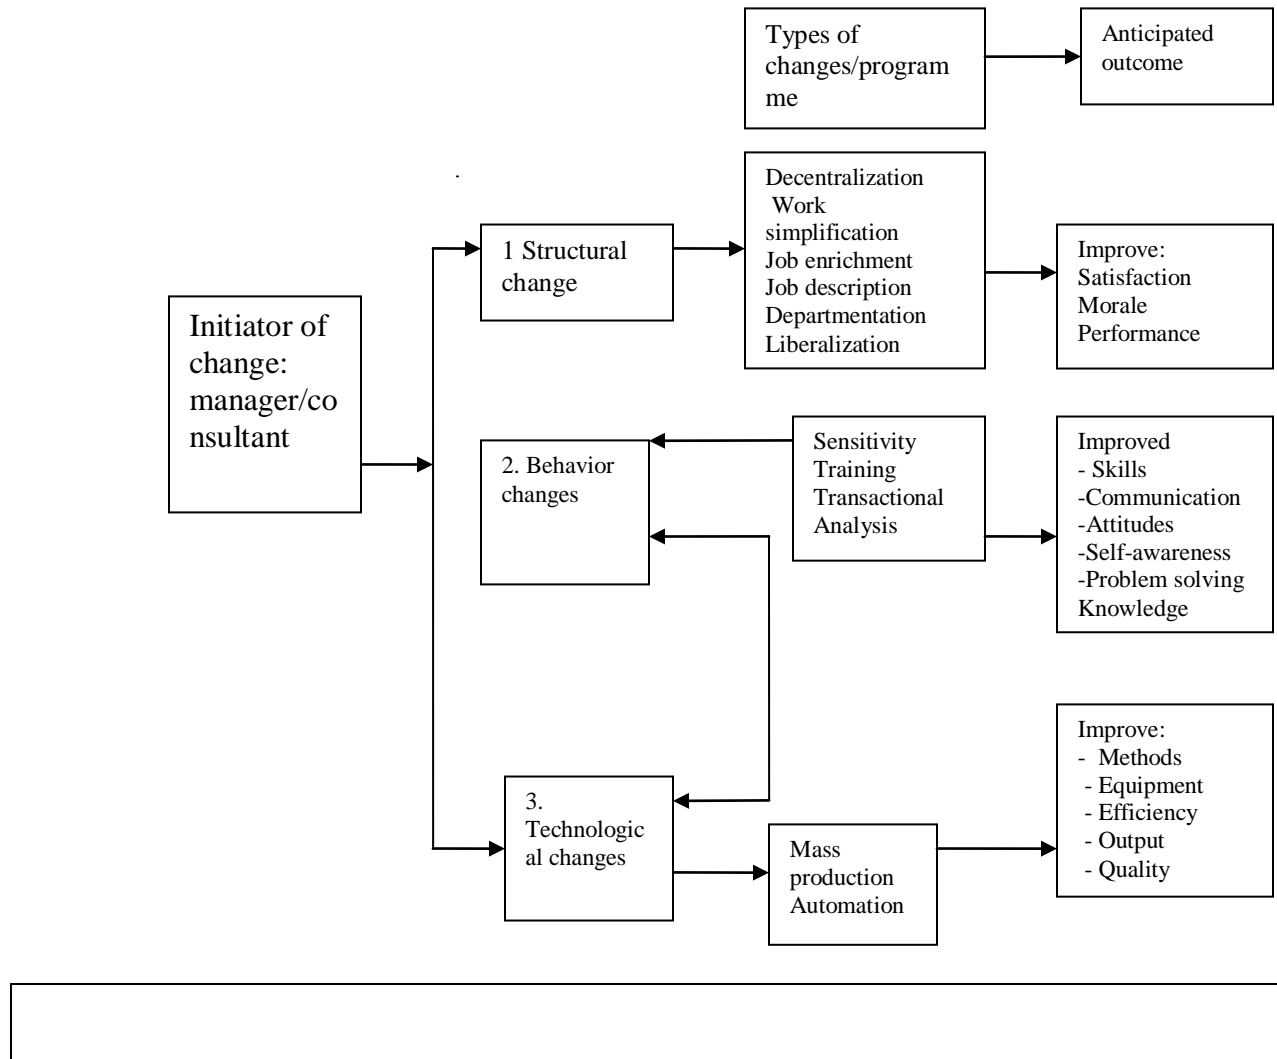 Types of
changes/programm
me
Anticipated
outcome
Decentralization
Work
simplification
Job enrichment
Job description
Departmentation
Liberalization
1 Structural
change
Improve:
Satisfaction
Morale
Performance
Initiator of
change:
manager/co
nsultant
2. Behavior
changes
Sensitivity
Training
Transactional
Analysis
Improved
- Skills
-Communication
-Attitudes
-Self-awareness
-Problem solving
Knowledge
3.
Technologic
al changes
Mass
production
Automation
Improve:
- Methods
- Equipment
- Efficiency
- Output
- Quality